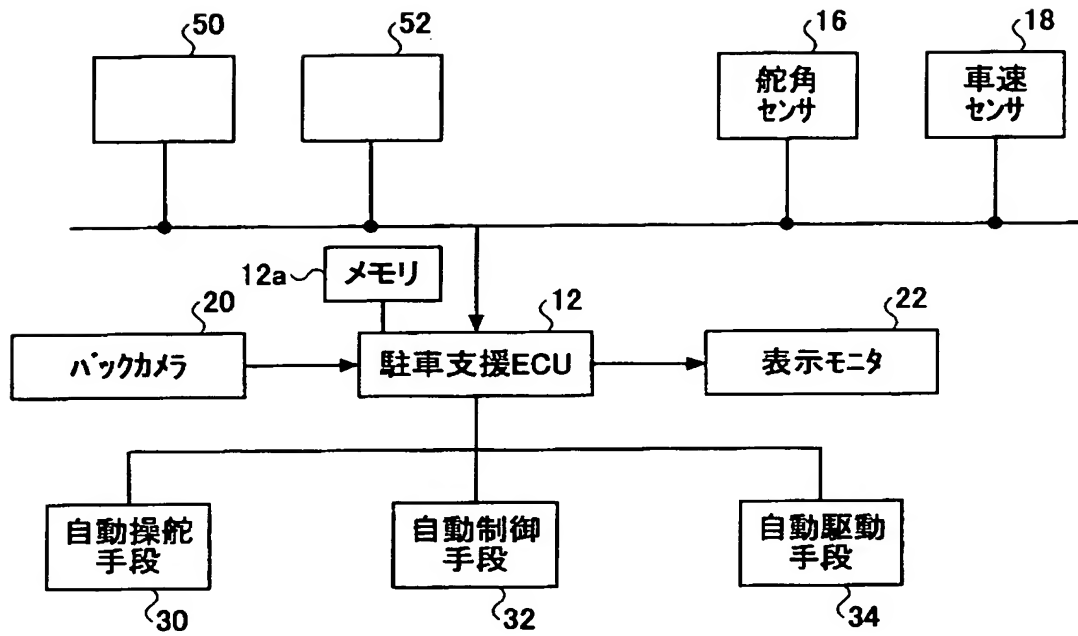 50
52
16
18
舵角
センサ
車速
センサ
12a
メモリ
20
12
22
バックカメラ
駐車支援ECU
表示モニタ
自動操舵
手段
自動制御
手段
自動駆動
手段
30
32
34